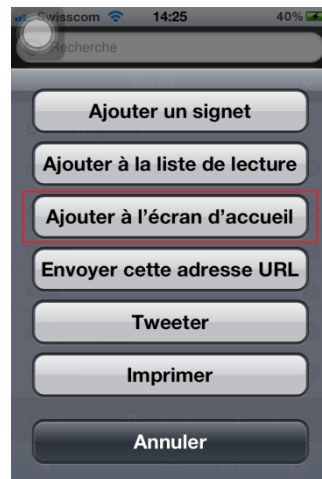 Swisscom 14:25 40%
Recherche
Ajouter un signet
Ajouter à la liste de lecture
Ajouter à l'écran d'accueil
Envoyer cette adresse URL
Tweeter
Imprimer
Annuler